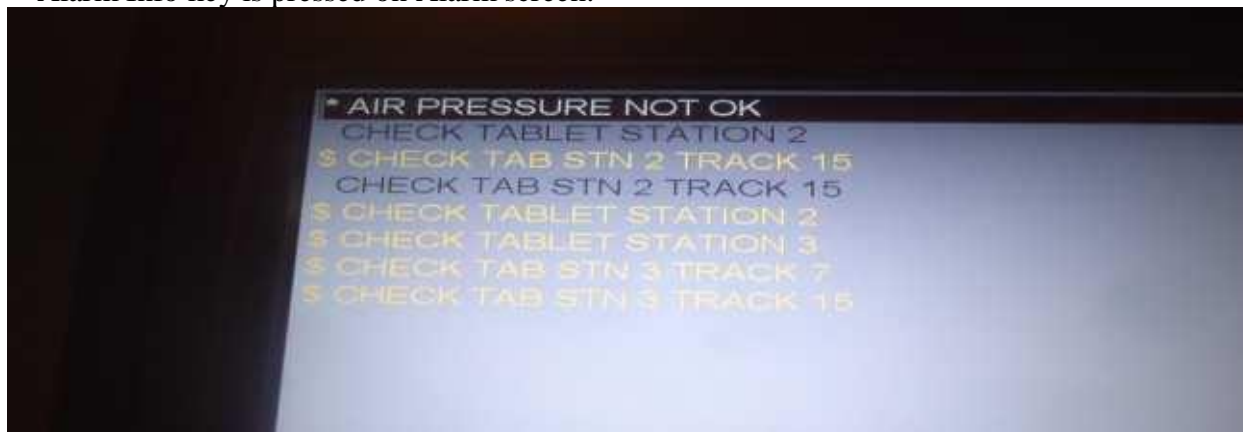 Alarm Info key is pressed on Alarm screen.
* AIR PRESSURE NOT OK
CHECK TABLET STATION 2
$ CHECK TAB STN 2 TRACK 15
CHECK TAB STN 2 TRACK 15
$ CHECK TABLET STATION 2
$ CHECK TABLET STATION 3
$ CHECK TAB STN 3 TRACK 7
$ CHECK TAB STN 3 TRACK 15